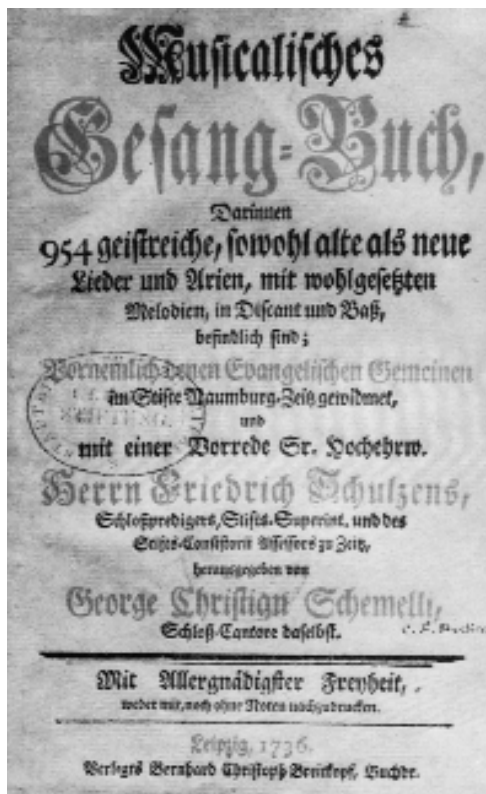 Musicalisches
Gesang-Buch,
Darinnen
954 geistreiche, sowohl alte als neue
Lieder und Arien, mit wohlgesetzten
Melodien, in Discant und Baß,
befindlich sind;
Vornemlich denen Evangelischen Gemeinen
im Stifte Naumburg-Zeitz gewidmet,
und
mit einer Vorrede Sr. Hochehrw.
Herrn Friedrich Schulzens,
Schloßpredigers, Stifts-Superint. und des
Stifts-Consistorii Assessors zu Zeitz,
herausgegeben von
George Christian Schemelli,
Schloß-Cantore daselbst.
Mit Allergnädigster Freyheit,
weder mit, noch ohne Noten nachzudrucken.
Leipzig, 1736.
Verlegts Bernhard Christoph Breitkopf, Buchdr.